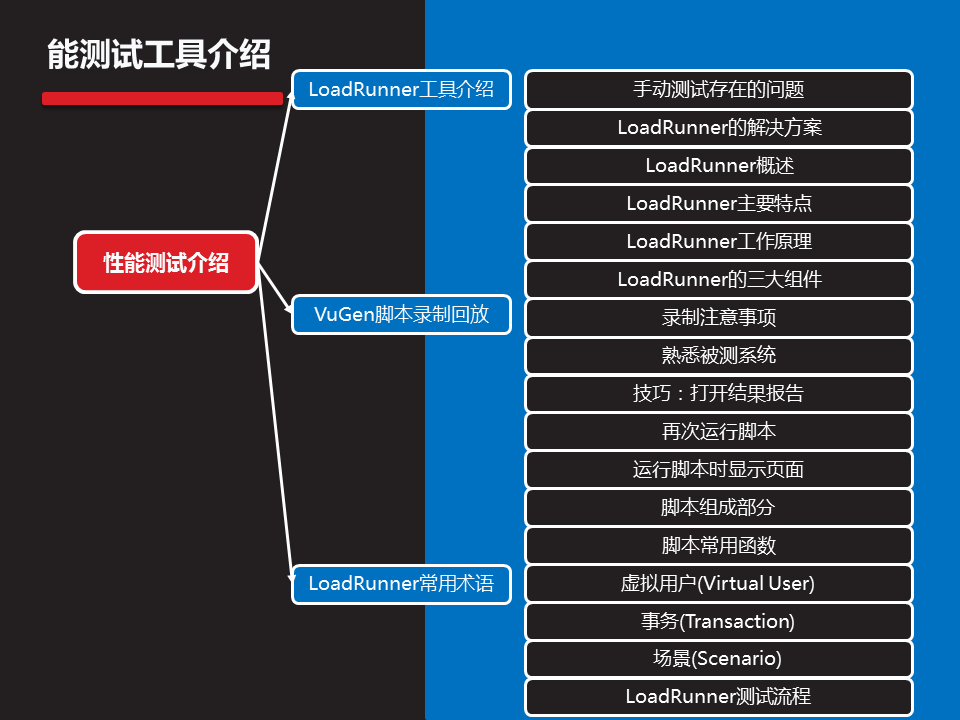 能测试工具介绍
性能测试介绍
LoadRunner工具介绍
手动测试存在的问题
LoadRunner的解决方案
LoadRunner概述
LoadRunner主要特点
LoadRunner工作原理
LoadRunner的三大组件
VuGen脚本录制回放
录制注意事项
熟悉被测系统
技巧：打开结果报告
再次运行脚本
运行脚本时显示页面
脚本组成部分
脚本常用函数
LoadRunner常用术语
虚拟用户(Virtual User)
事务(Transaction)
场景(Scenario)
LoadRunner测试流程